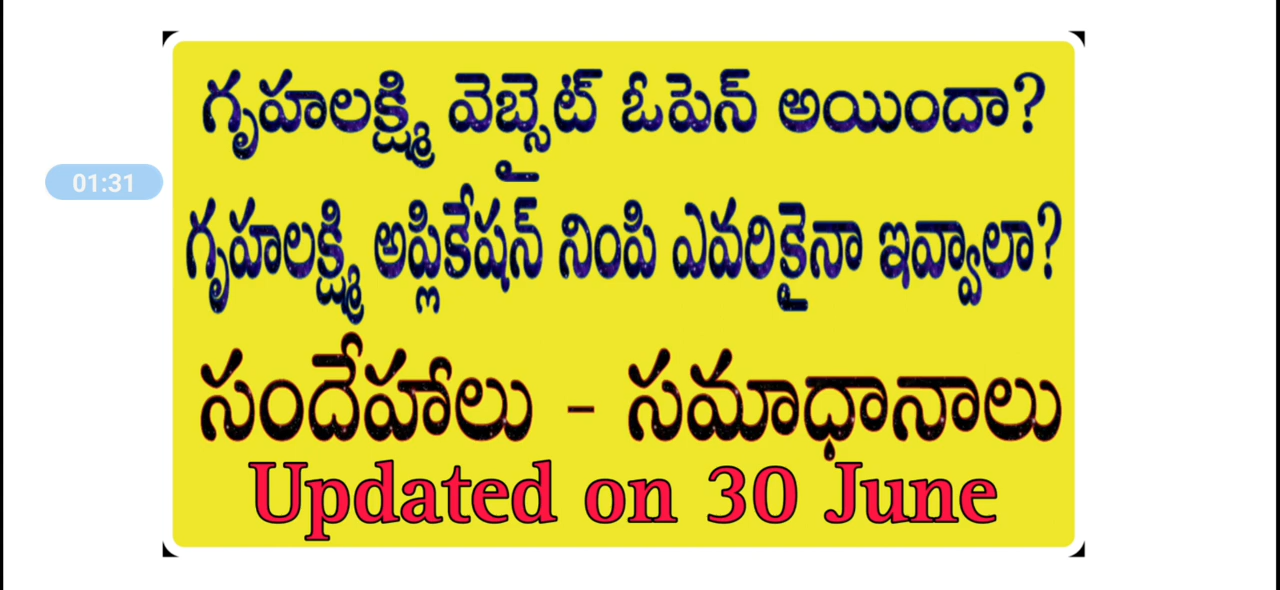 గృహలక్ష్మి వెబ్సైట్ ఓపెన్ అయిందా?
01:31
గృహలక్ష్మి అప్లికేషన్ నింపి ఎవరికైనా ఇవ్వాలా?
సందేహాలు - సమాధానాలు
Updated on 30 June